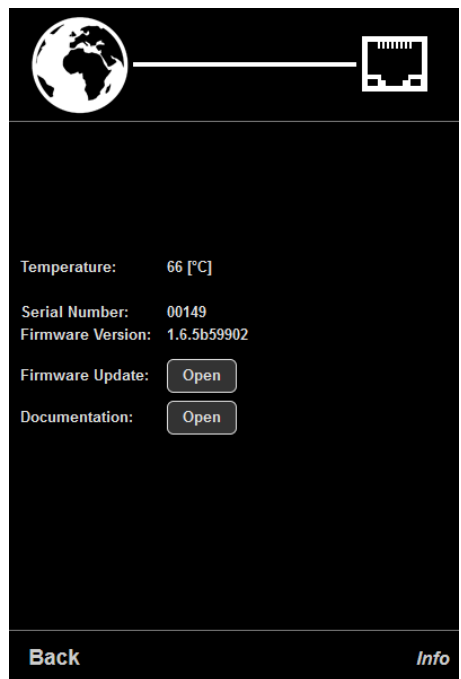 Temperature: 66 [°C]
Serial Number: 00149
Firmware Version: 1.6.5b59902
Firmware Update: Open
Documentation: Open
Back Info